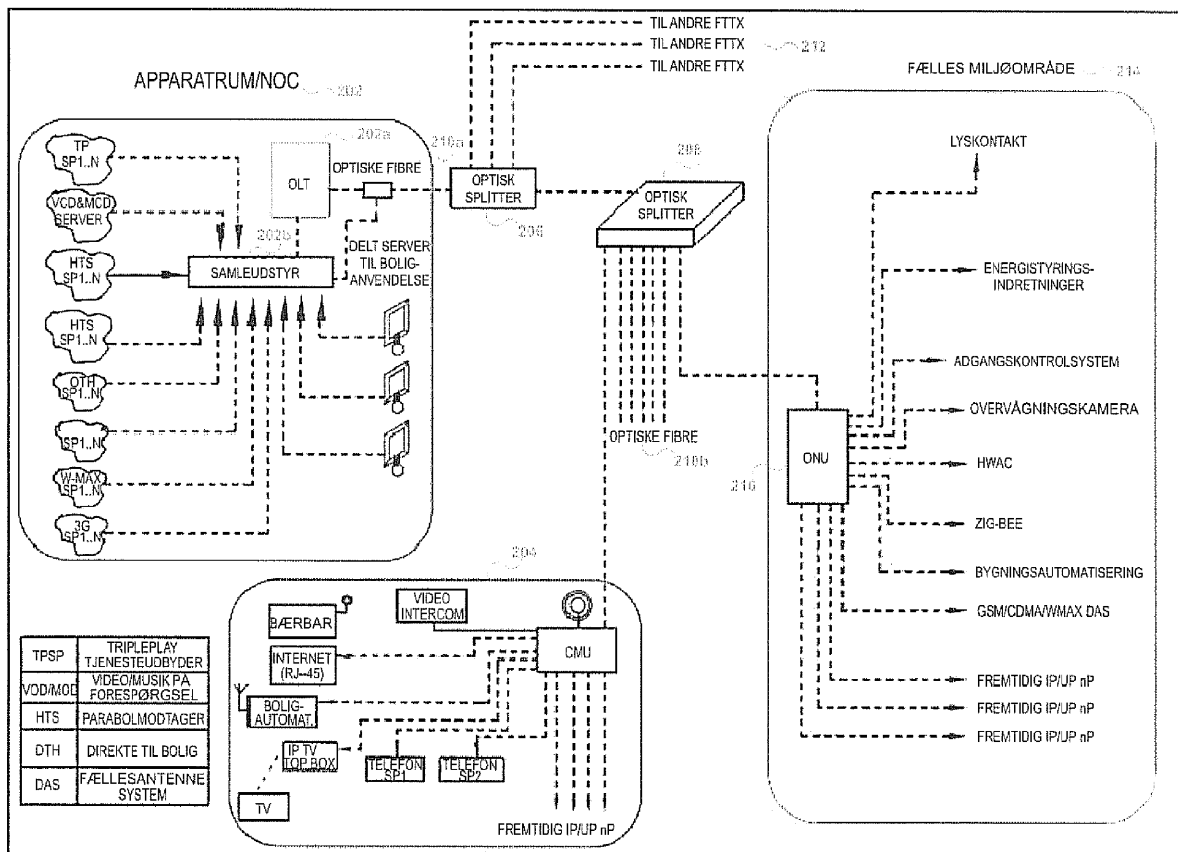 TIL ANDRE FTTX
TIL ANDRE FTTX
212
TIL ANDRE FTTX
APPARATRUM/NOC
202
FÆLLES MILJØOMRÅDE
214
TP
SP1..N
VCD&MCD
SERVER
HTS
SP1..N
HTS
SP1..N
OTH
SP1..N
SP1..N
W-MAX
SP1..N
3G
SP1..N
202a
OLT
OPTISKE FIBRE
202b
SAMLEUDSTYR
DELT SERVER
TIL BOLIG-
ANVENDELSE
210a
OPTISK
SPLITTER
206
208
OPTISK
SPLITTER
OPTISKE FIBRE
210b
LYSKONTAKT
ENERGISTYRINGS-
INDRETNINGER
ADGANGSKONTROLSYSTEM
OVERVÅGNINGSKAMERA
ONU
216
HWAC
ZIG-BEE
BYGNINGSAUTOMATISERING
GSM/CDMA/WMAX DAS
FREMTIDIG IP/UP nP
FREMTIDIG IP/UP nP
FREMTIDIG IP/UP nP
204
VIDEO
INTERCOM
BÆRBAR
INTERNET
(RJ-45)
CMU
BOLIG-
AUTOMAT.
IP TV
TOP BOX
TELEFON
SP1
TELEFON
SP2
TV
FREMTIDIG IP/UP nP
TPSP TRIPLEPLAY
TJENESTEUDBYDER
VOD/MOD VIDEO/MUSIK PÅ
FORESPØRGSEL
HTS PARABOLMODTAGER
DTH DIREKTE TIL BOLIG
DAS FÆLLESANTENNE
SYSTEM